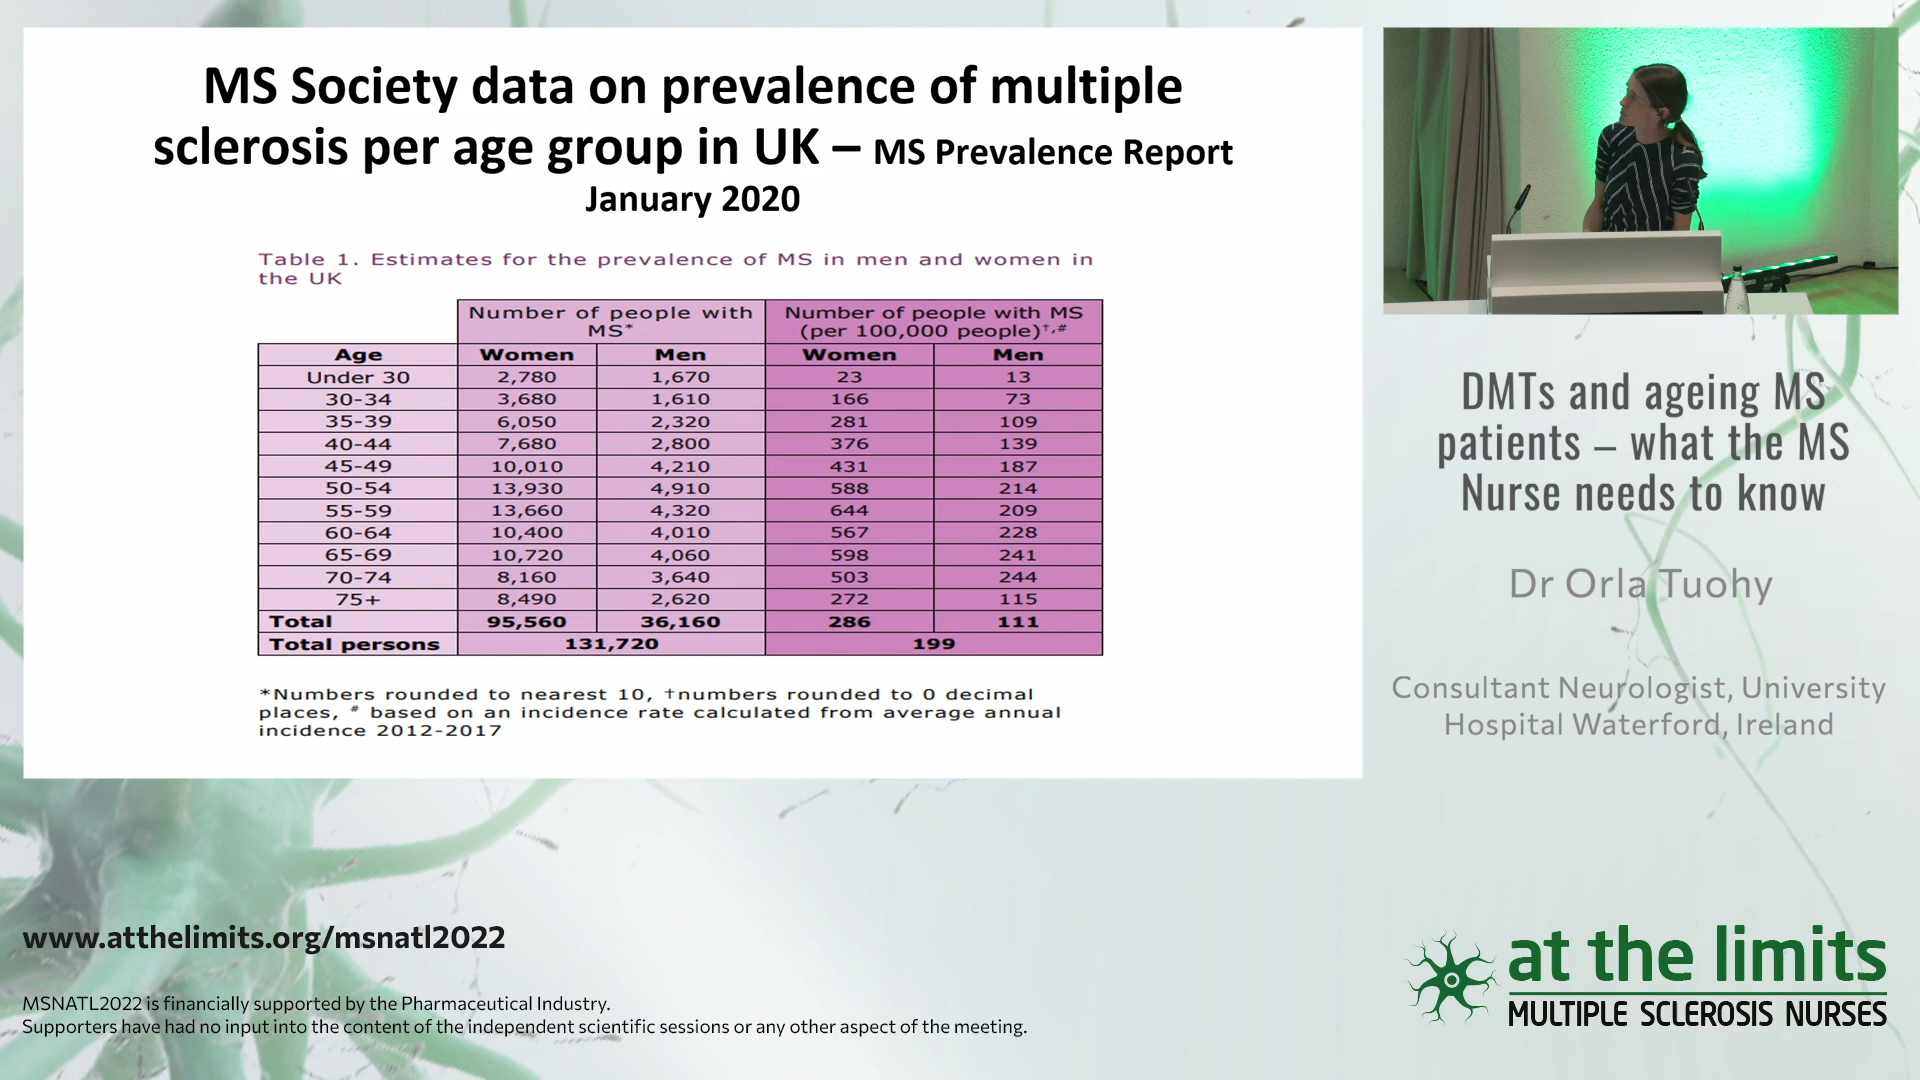 MS Society data on prevalence of multiple
sclerosis per age group in UK – MS Prevalence Report
January 2020
Table 1. Estimates for the prevalence of MS in men and women in
the UK
Number of people with MS* Number of people with MS (per 100,000 people)†,#
Age Women Men Women Men
Under 30 2,780 1,670 23 13
30-34 3,680 1,610 166 73
35-39 6,050 2,320 281 109
40-44 7,680 2,800 376 139
45-49 10,010 4,210 431 187
50-54 13,930 4,910 588 214
55-59 13,660 4,320 644 209
60-64 10,400 4,010 567 228
65-69 10,720 4,060 598 241
70-74 8,160 3,640 503 244
75+ 8,490 2,620 272 115
Total 95,560 36,160 286 111
Total persons 131,720 199
*Numbers rounded to nearest 10, †numbers rounded to 0 decimal
places, # based on an incidence rate calculated from average annual
incidence 2012-2017
DMTs and ageing MS
patients – what the MS
Nurse needs to know
Dr Orla Tuohy
Consultant Neurologist, University
Hospital Waterford, Ireland
www.atthelimits.org/msnatl2022
MSNATL2022 is financially supported by the Pharmaceutical Industry.
Supporters have had no input into the content of the independent scientific sessions or any other aspect of the meeting.
at the limits
MULTIPLE SCLEROSIS NURSES